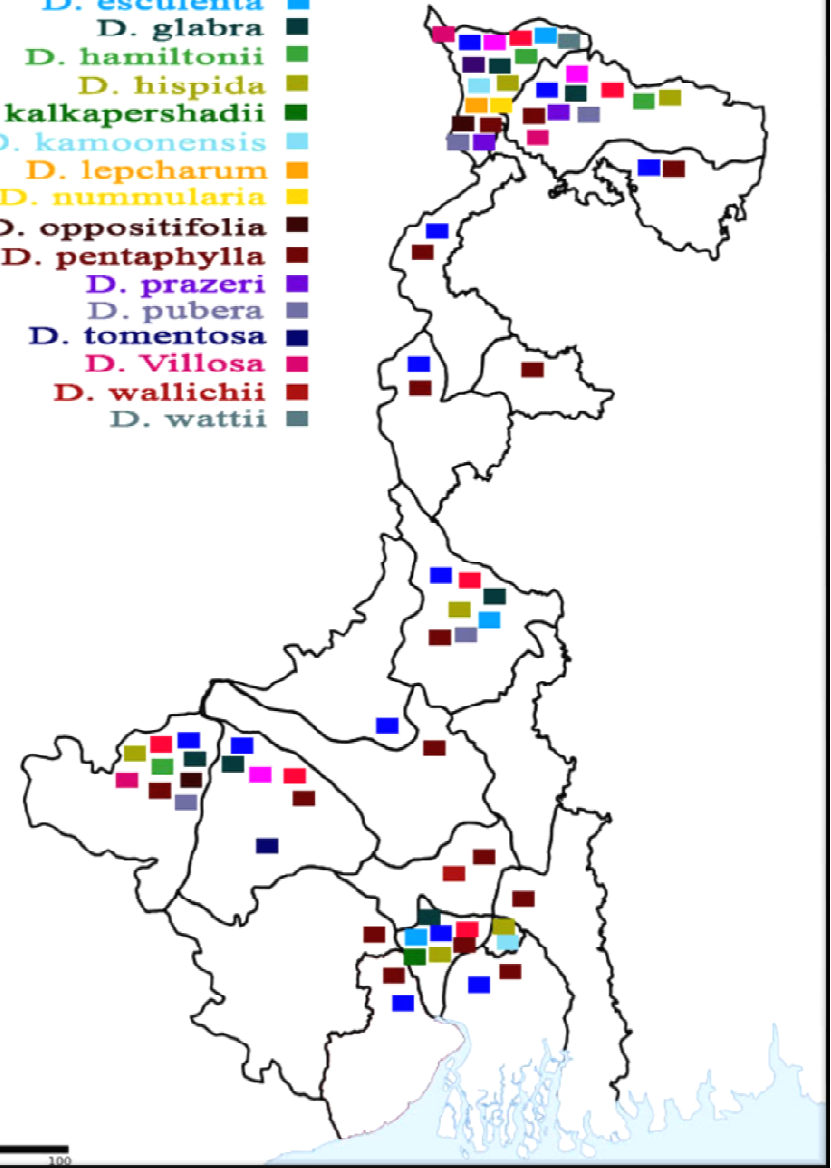 D. esculenta
D. glabra
D. hamiltonii
D. hispida
kalkapershadii
D. kamoonensis
D. lepcharum
D. nummularia
D. oppositifolia
D. pentaphylla
D. prazeri
D. pubera
D. tomentosa
D. Villosa
D. wallichii
D. wattii
100